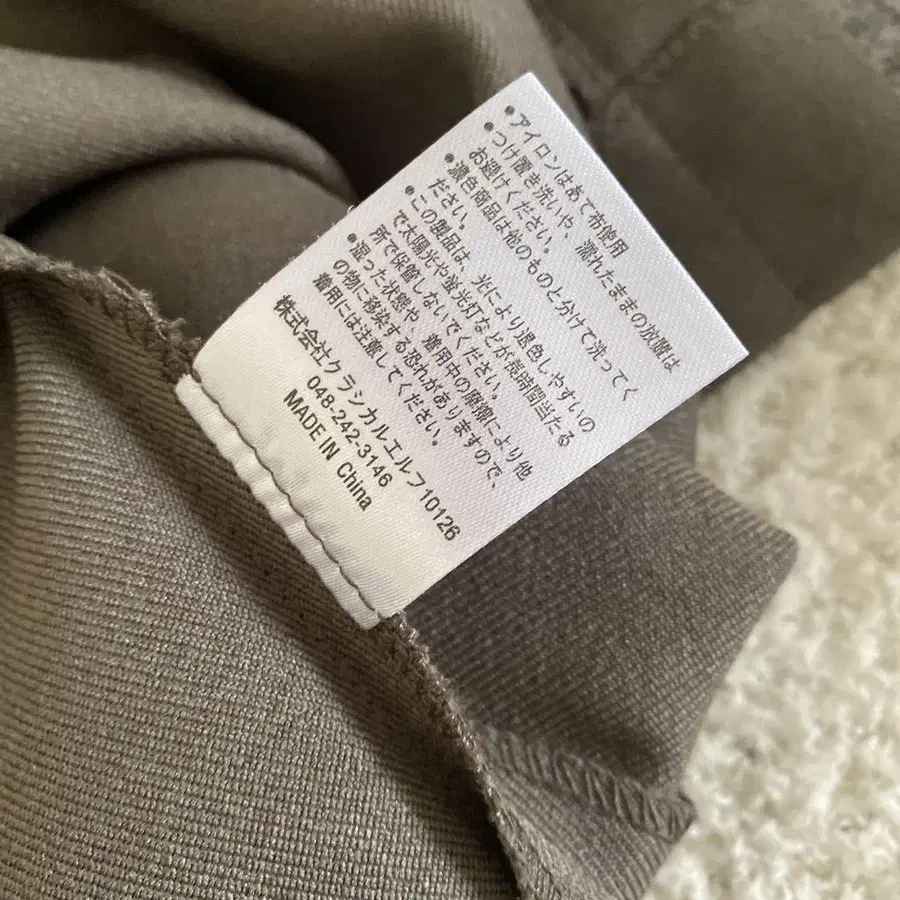 ●アイロンはあて布使用
●つけ置き洗いや、濡れたままの放置は
お避けください。
●濃色商品は他のものと分けて洗ってく
ださい。
●この製品は、光により退色しやすいの
で太陽光や蛍光灯などが長時間当たる
所で保管しないでください。
●湿った状態や、着用中の摩擦により他
の物に移染する恐れがありますので、
着用には注意してください。
株式会社クラシカルエルフ10126
048-242-3146
MADE IN China